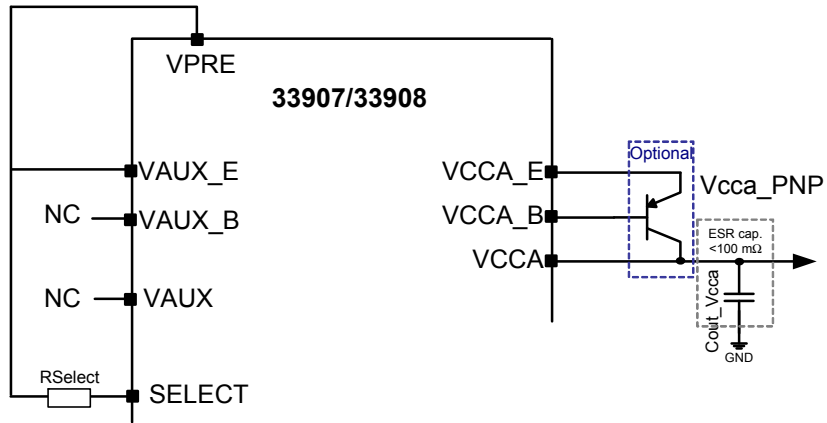 VPRE
33907/33908
Optional
VAUX_E
VCCA_E
Vcca_PNP
NC
VAUX_B
VCCA_B
ESR cap.
<100 mΩ
VCCA
NC
VAUX
Cout_Vcca
GND
RSelect
SELECT